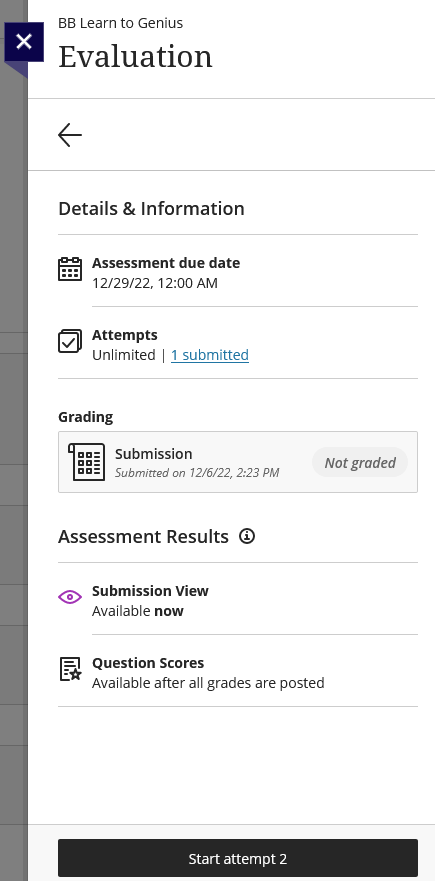 BB Learn to Genius
Evaluation
Details & Information
Assessment due date
12/29/22, 12:00 AM
Attempts
Unlimited | 1 submitted
Grading
Submission
Submitted on 12/6/22, 2:23 PM
Not graded
Assessment Results
Submission View
Available now
Question Scores
Available after all grades are posted
Start attempt 2